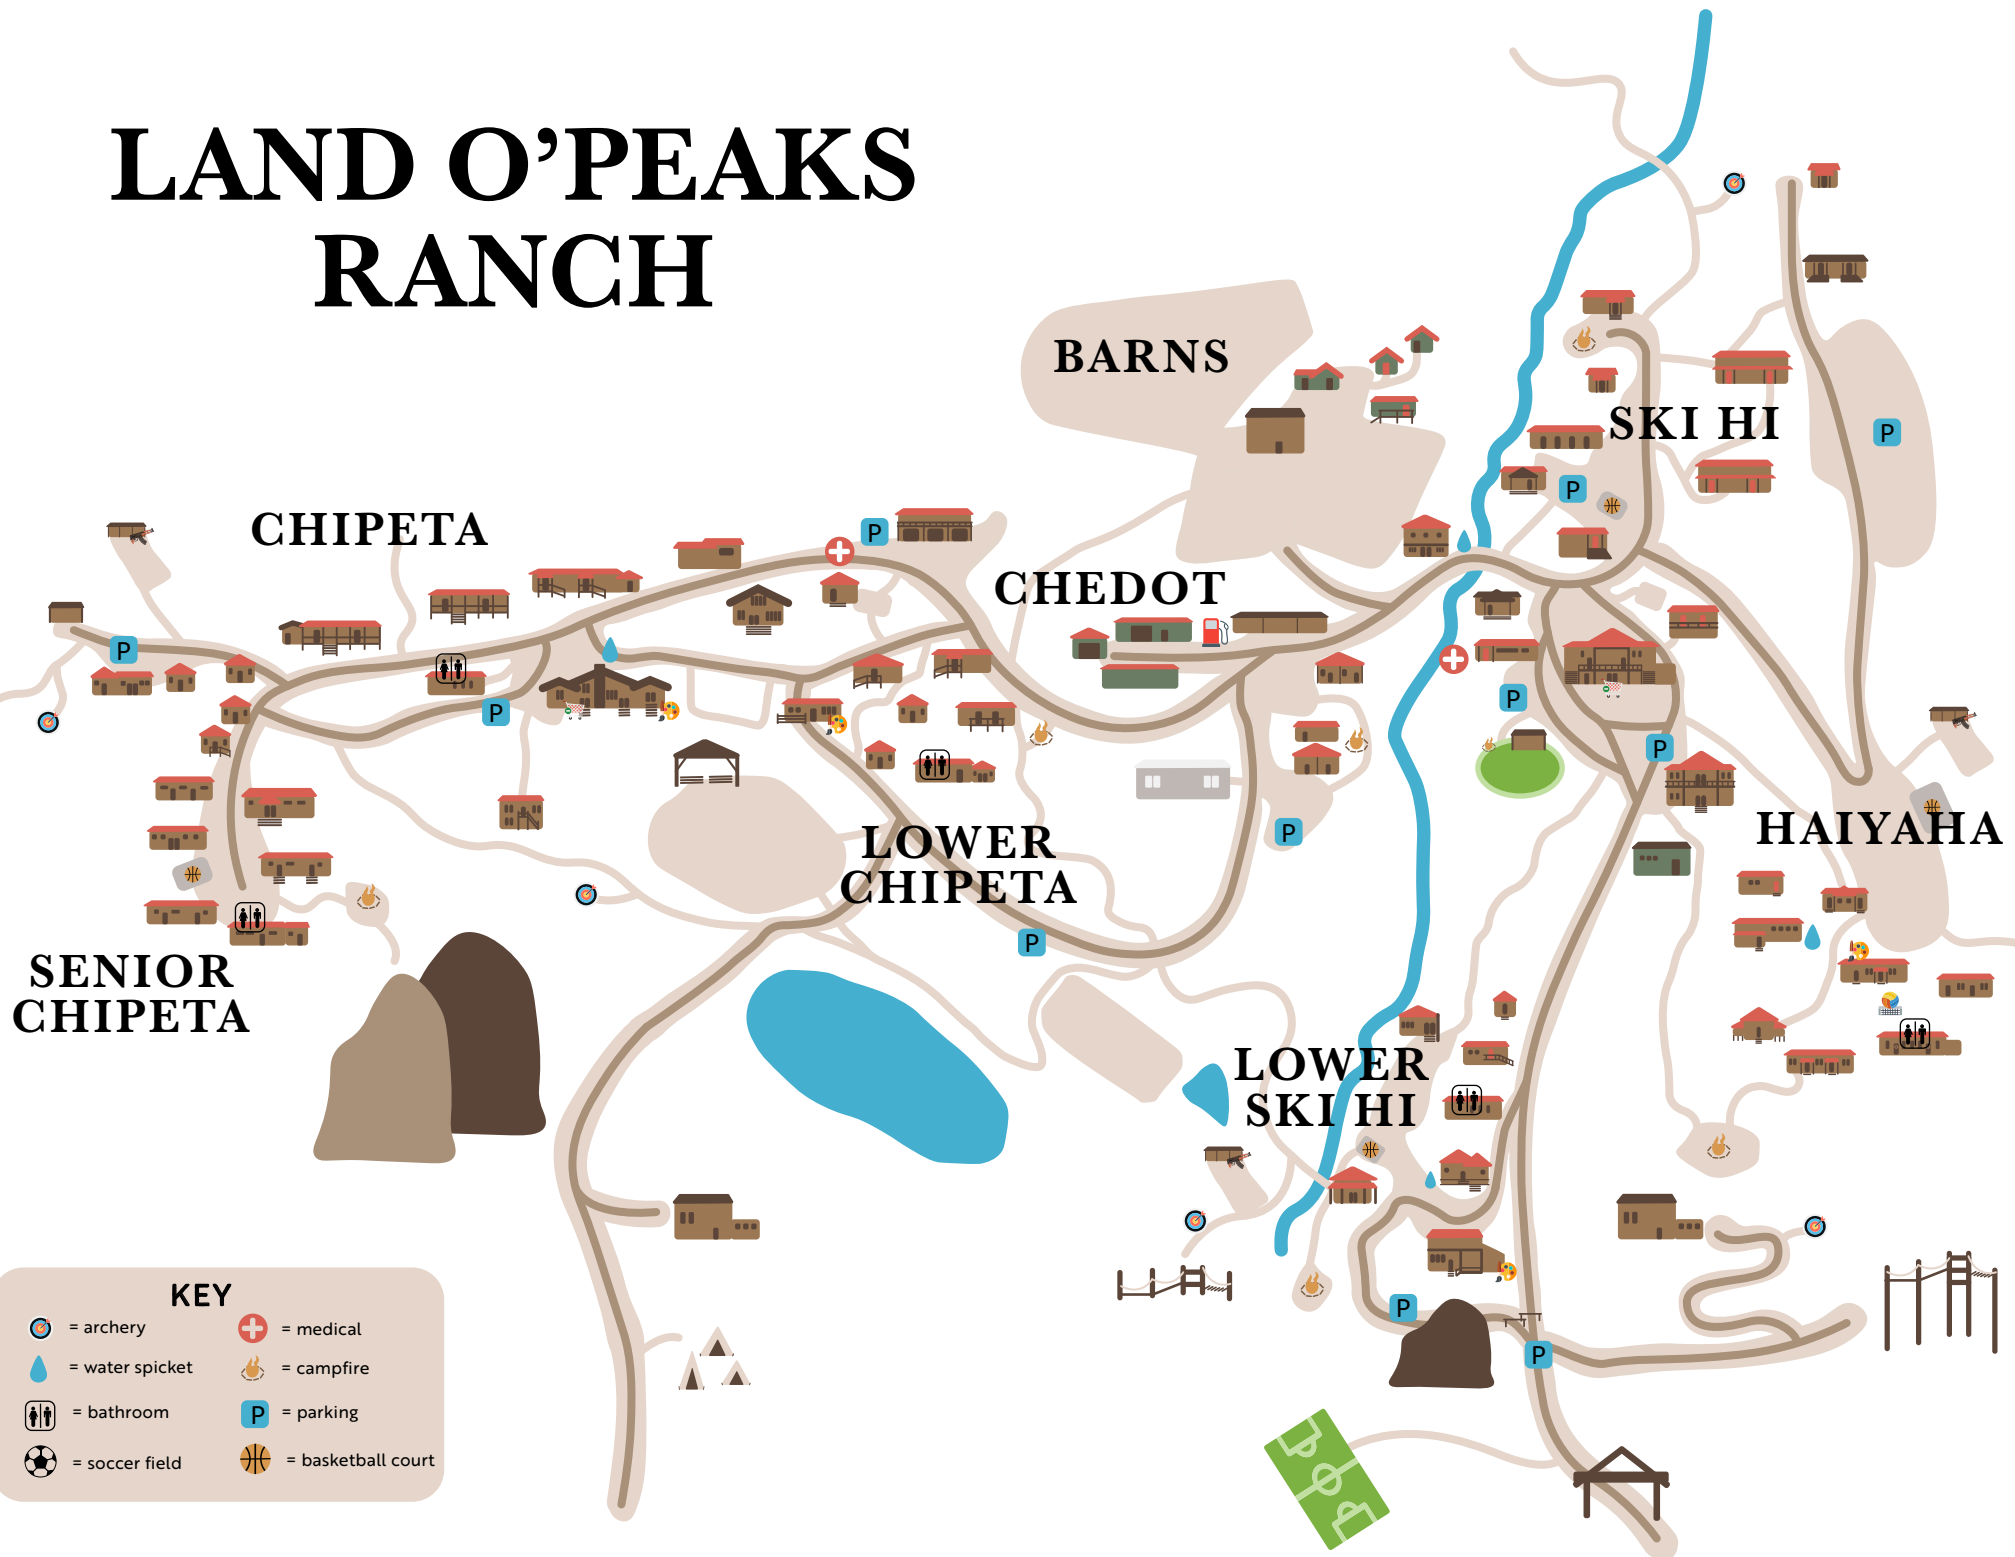 LAND O'PEAKS
RANCH
BARNS
SKI HI
P
P
CHIPETA
P
CHEDOT
P
P
P
P
HAIYAHA
P
LOWER
CHIPETA
P
SENIOR
CHIPETA
LOWER
SKI HI
P
P
KEY
= archery
= medical
= water spicket
= campfire
= bathroom
P = parking
= soccer field
= basketball court